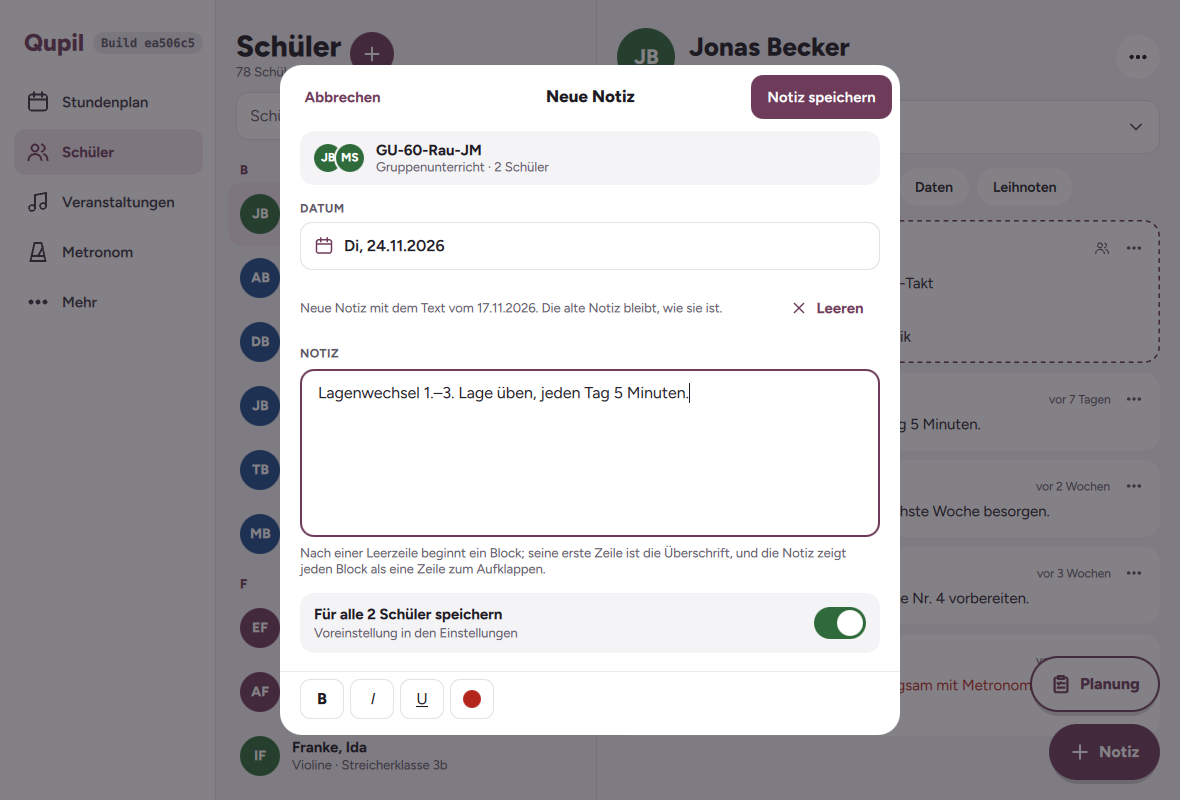 Qupil Build ea506c5
Stundenplan
Schüler
Veranstaltungen
Metronom
Mehr
Schüler
78 Schül
Schü
B
JB
AB
DB
JB
TB
MB
F
EF
AF
IF
Franke, Ida
Violine · Streicherklasse 3b
JB
Jonas Becker
Daten
Leihnoten
-Takt
ik
vor 7 Tagen
g 5 Minuten.
vor 2 Wochen
hste Woche besorgen.
vor 3 Wochen
e Nr. 4 vorbereiten.
gsam mit Metronom
Planung
Notiz
Abbrechen
Neue Notiz
Notiz speichern
JB MS
GU-60-Rau-JM
Gruppenunterricht · 2 Schüler
DATUM
Di, 24.11.2026
Neue Notiz mit dem Text vom 17.11.2026. Die alte Notiz bleibt, wie sie ist.
Leeren
NOTIZ
Lagenwechsel 1.–3. Lage üben, jeden Tag 5 Minuten.
Nach einer Leerzeile beginnt ein Block; seine erste Zeile ist die Überschrift, und die Notiz zeigt
jeden Block als eine Zeile zum Aufklappen.
Für alle 2 Schüler speichern
Voreinstellung in den Einstellungen
B I U